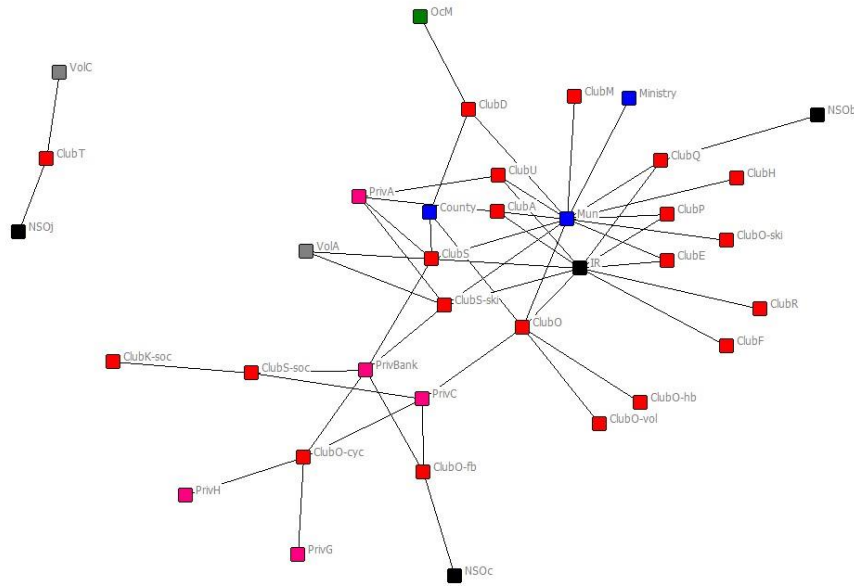 OcM
VolC
ClubM
Ministry
ClubD
NSOb
ClubT
ClubQ
ClubU
ClubH
PrivA
County
ClubA
Mun
ClubP
NSOj
ClubO-ski
VolA
ClubS
IR
ClubE
ClubS-ski
ClubR
ClubO
ClubF
ClubK-soc
ClubS-soc
PrivBank
PrivC
ClubO-hb
ClubO-vol
ClubO-cyc
ClubO-fb
PrivH
PrivG
NSOc